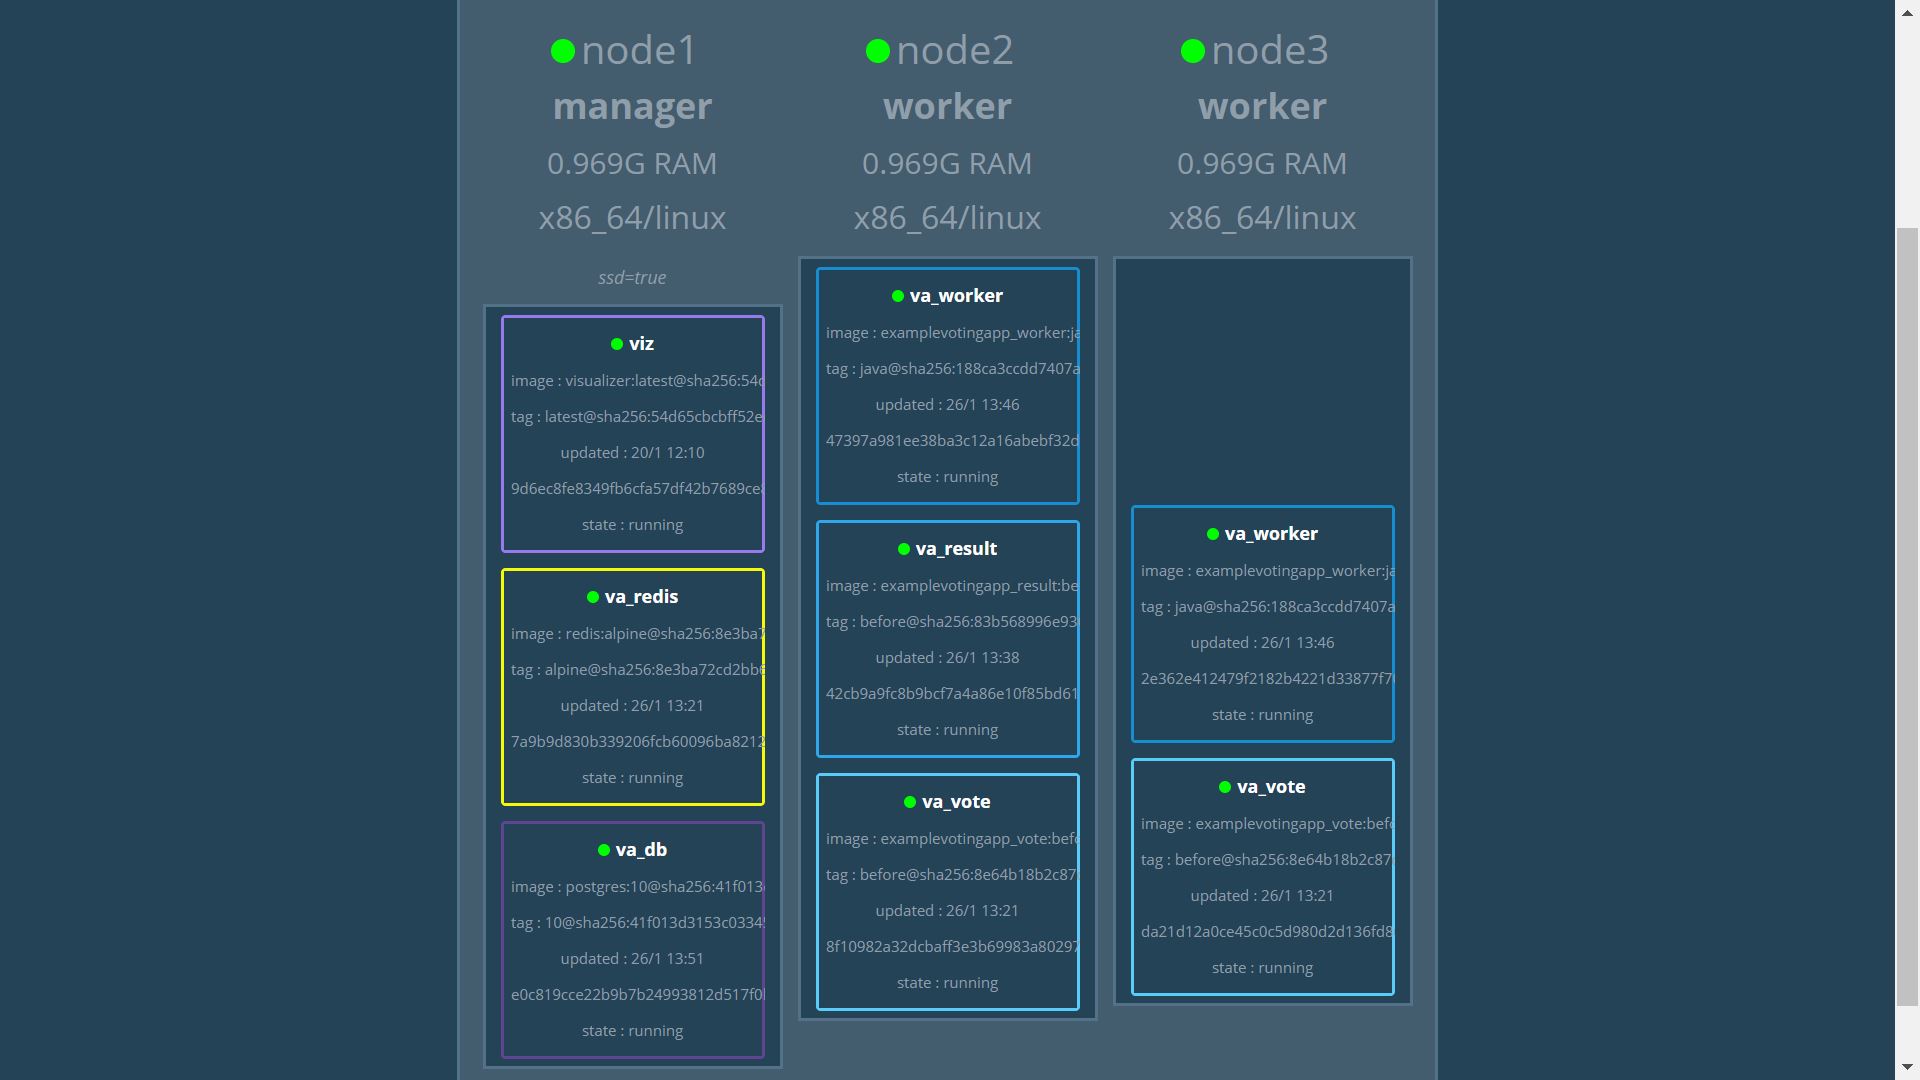 node1
manager
0.969G RAM
x86_64/linux
ssd=true
viz
image : visualizer:latest@sha256:54
tag : latest@sha256:54d65cbcbff52e
updated : 20/1 12:10
9d6ec8fe8349fb6cfa57df42b7689ce
state : running
va_redis
image : redis:alpine@sha256:8e3ba7
tag : alpine@sha256:8e3ba72cd2bb
updated : 26/1 13:21
7a9b9d830b339206fcb60096ba8212
state : running
va_db
image : postgres:10@sha256:41f013
tag : 10@sha256:41f013d3153c0334
updated : 26/1 13:51
e0c819cce22b9b7b24993812d517f0
state : running
node2
worker
0.969G RAM
x86_64/linux
va_worker
image : examplevotingapp_worker:ja
tag : java@sha256:188ca3ccdd7407a
updated : 26/1 13:46
47397a981ee38ba3c12a16abebf32d
state : running
va_result
image : examplevotingapp_result:be
tag : before@sha256:83b568996e93
updated : 26/1 13:38
42cb9a9fc8b9bcf7a4a86e10f85bd61
state : running
va_vote
image : examplevotingapp_vote:bef
tag : before@sha256:8e64b18b2c87
updated : 26/1 13:21
8f10982a32dcbaff3e3b69983a80297
state : running
node3
worker
0.969G RAM
x86_64/linux
va_worker
image : examplevotingapp_worker:ja
tag : java@sha256:188ca3ccdd7407a
updated : 26/1 13:46
2e362e412479f2182b4221d33877f7
state : running
va_vote
image : examplevotingapp_vote:bef
tag : before@sha256:8e64b18b2c87
updated : 26/1 13:21
da21d12a0ce45c0c5d980d2d136fd8
state : running